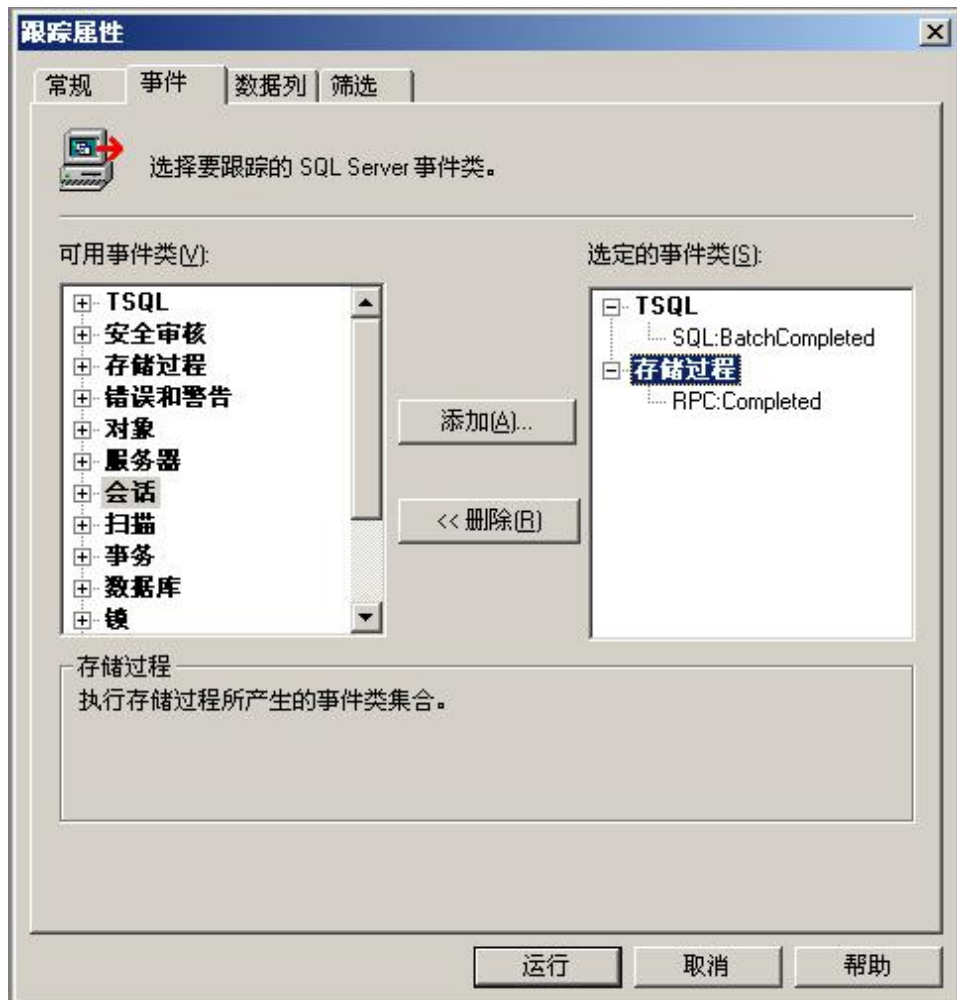 跟踪属性
常规 事件 数据列 筛选
选择要跟踪的 SQL Server 事件类。
可用事件类(V):
TSQL
安全审核
存储过程
错误和警告
对象
服务器
会话
扫描
事务
数据库
镜
添加(A)...
<< 删除(R)
选定的事件类(S):
TSQL
SQL:BatchCompleted
存储过程
RPC:Completed
存储过程
执行存储过程所产生的事件类集合。
运行 取消 帮助